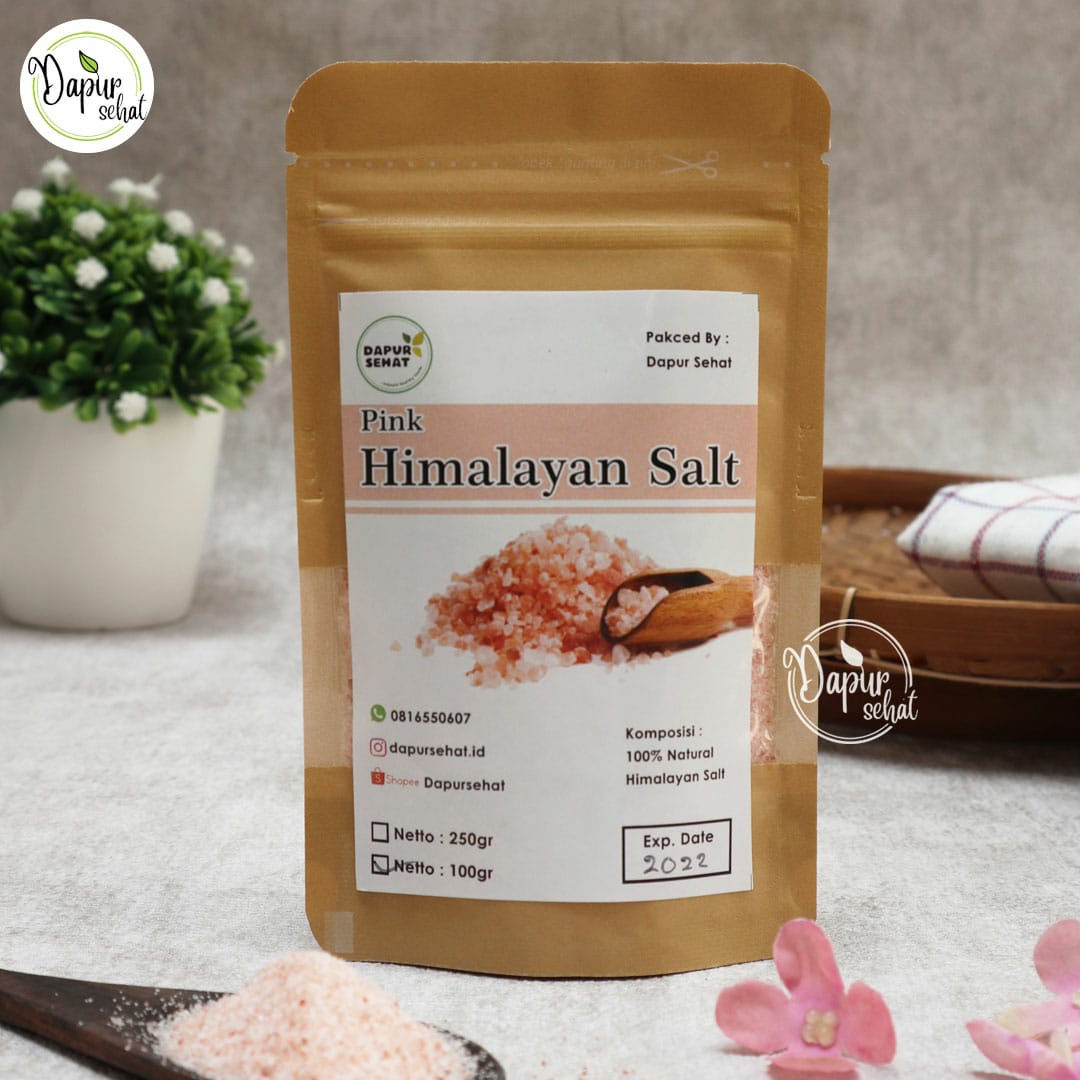 Dapur
sehat
DAPUR
SEHAT
Pakced By :
Dapur Sehat
Pink
Himalayan Salt
0816550607
dapursehat.id
Shopee Dapursehat
Komposisi :
100% Natural
Himalayan Salt
Netto : 250gr
Netto : 100gr
Exp. Date
2022
Dapur
sehat